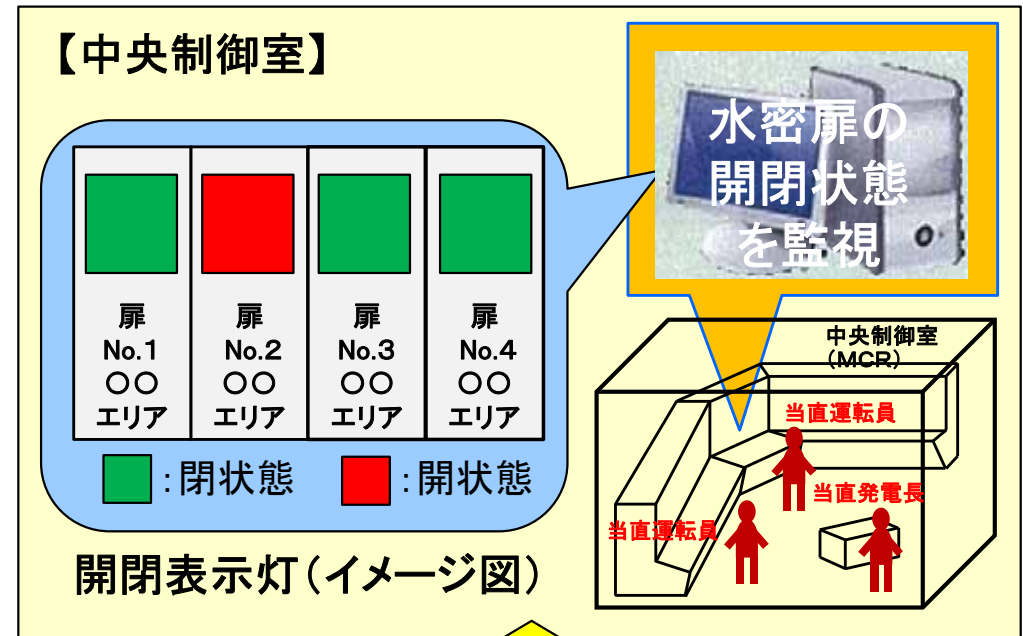 【中央制御室】
水密扉の
開閉状態
を監視
扉
No.1
○○
エリア
扉
No.2
○○
エリア
扉
No.3
○○
エリア
扉
No.4
○○
エリア
:閉状態
:開状態
開閉表示灯(イメージ図)
中央制御室
(MCR)
当直運転員
当直発電長
当直運転員